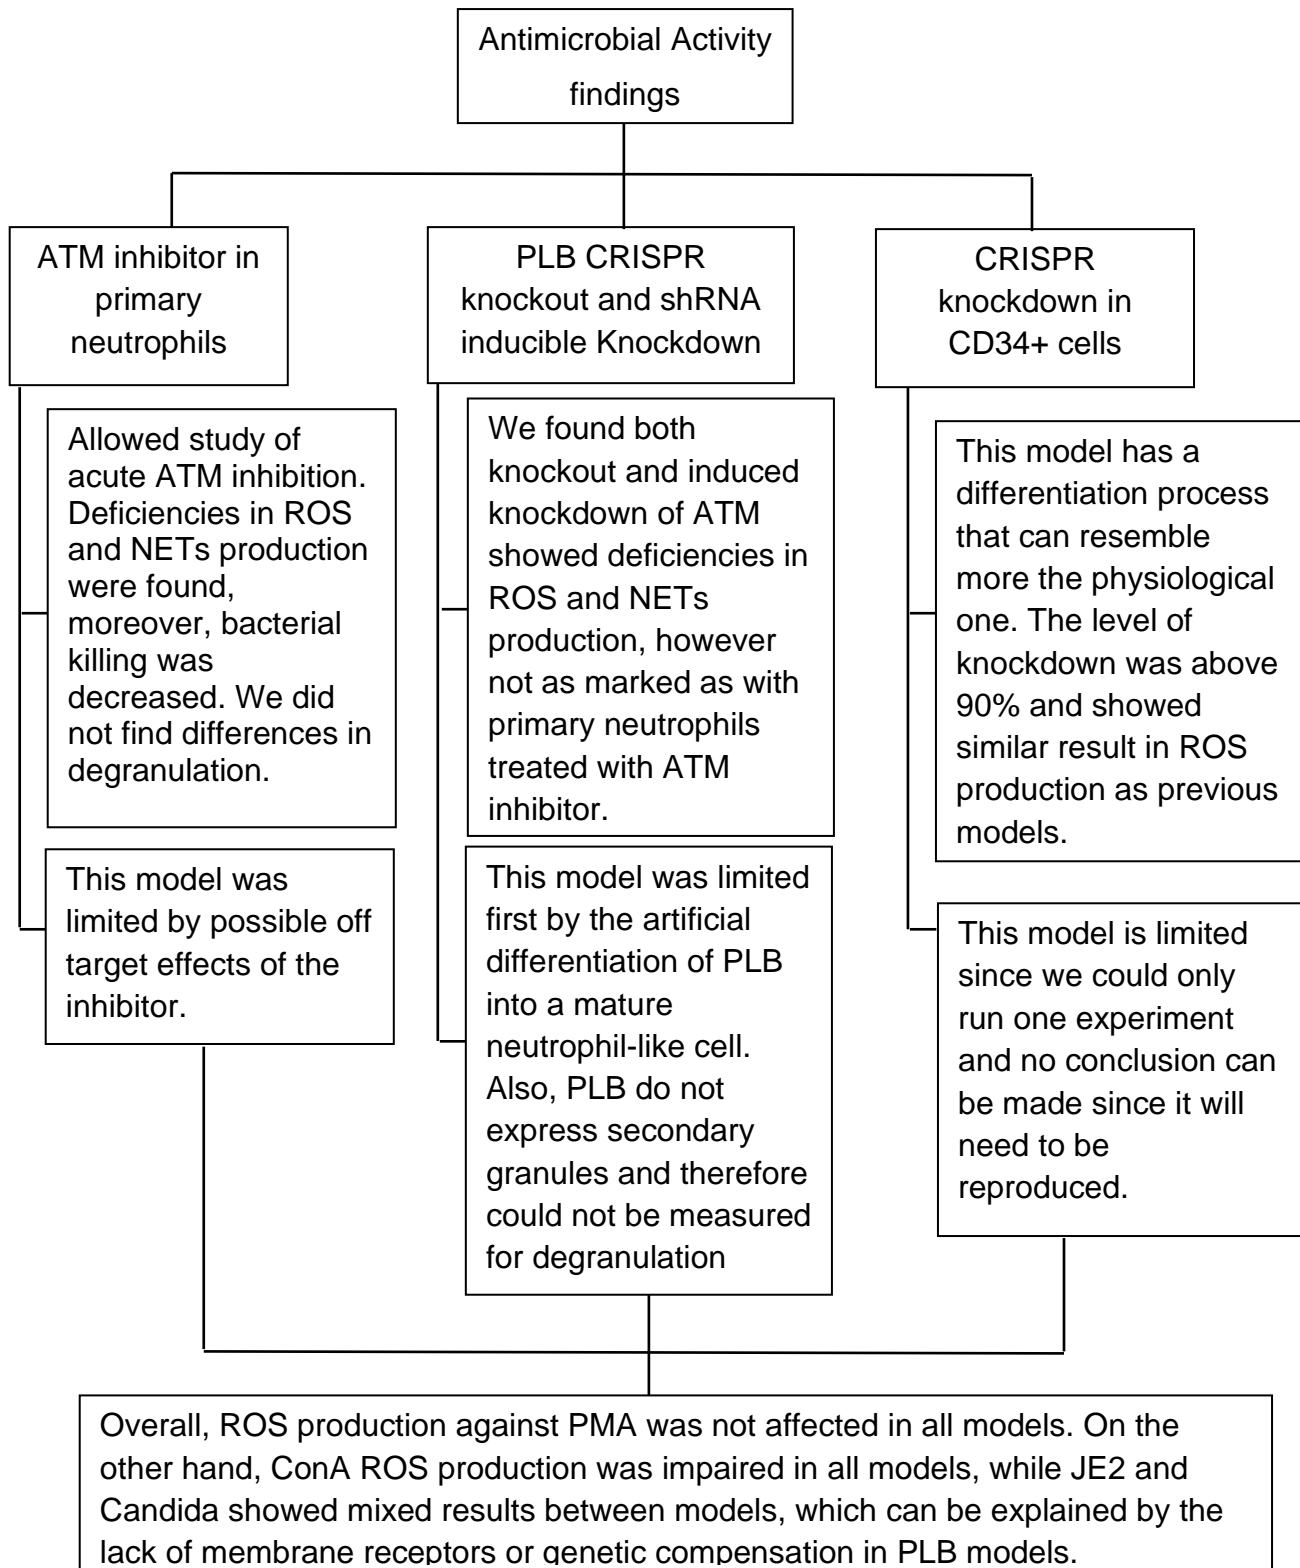 Antimicrobial Activity
findings
ATM inhibitor in
primary
neutrophils
Allowed study of
acute ATM inhibition.
Deficiencies in ROS
and NETs production
were found,
moreover, bacterial
killing was
decreased. We did
not find differences in
degranulation.
This model was
limited by possible off
target effects of the
inhibitor.
PLB CRISPR
knockout and shRNA
inducible Knockdown
We found both
knockout and induced
knockdown of ATM
showed deficiencies in
ROS and NETs
production, however
not as marked as with
primary neutrophils
treated with ATM
inhibitor.
This model was limited
first by the artificial
differentiation of PLB
into a mature
neutrophil-like cell.
Also, PLB do not
express secondary
granules and therefore
could not be measured
for degranulation
CRISPR
knockdown in
CD34+ cells
This model has a
differentiation process
that can resemble
more the physiological
one. The level of
knockdown was above
90% and showed
similar result in ROS
production as previous
models.
This model is limited
since we could only
run one experiment
and no conclusion can
be made since it will
need to be
reproduced.
Overall, ROS production against PMA was not affected in all models. On the
other hand, ConA ROS production was impaired in all models, while JE2 and
Candida showed mixed results between models, which can be explained by the
lack of membrane receptors or genetic compensation in PLB models.